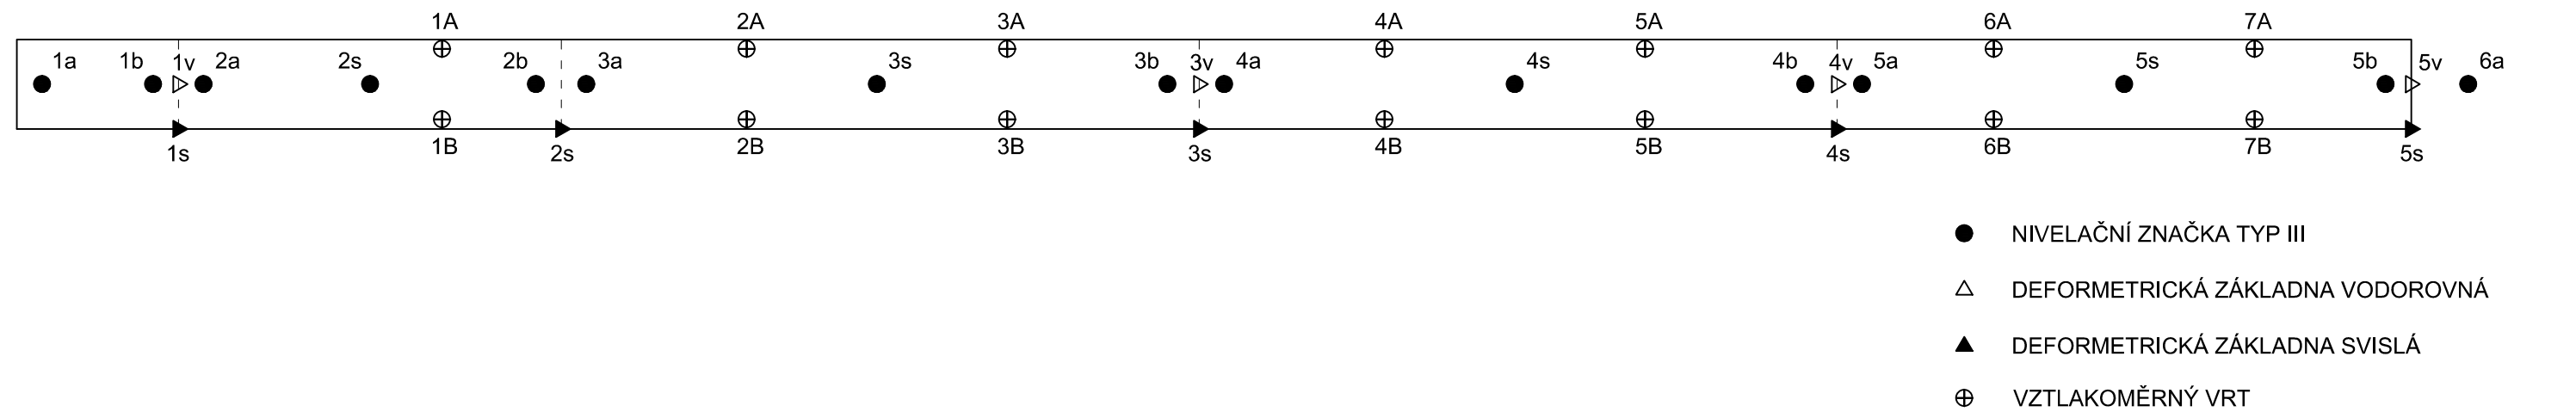 1A 2A 3A 4A 5A 6A 7A
1a 1b 1v 2a 2s 2b 3a 3s 3b 3v 4a 4s 4b 4v 5a 5s 5b 5v 6a
1s 1B 2s 2B 3B 3s 4B 5B 4s 6B 7B 5s
NIVELAČNÍ ZNAČKA TYP III
DEFORMETRICKÁ ZÁKLADNA VODOROVNÁ
DEFORMETRICKÁ ZÁKLADNA SVISLÁ
VZTLAKOMĚRNÝ VRT